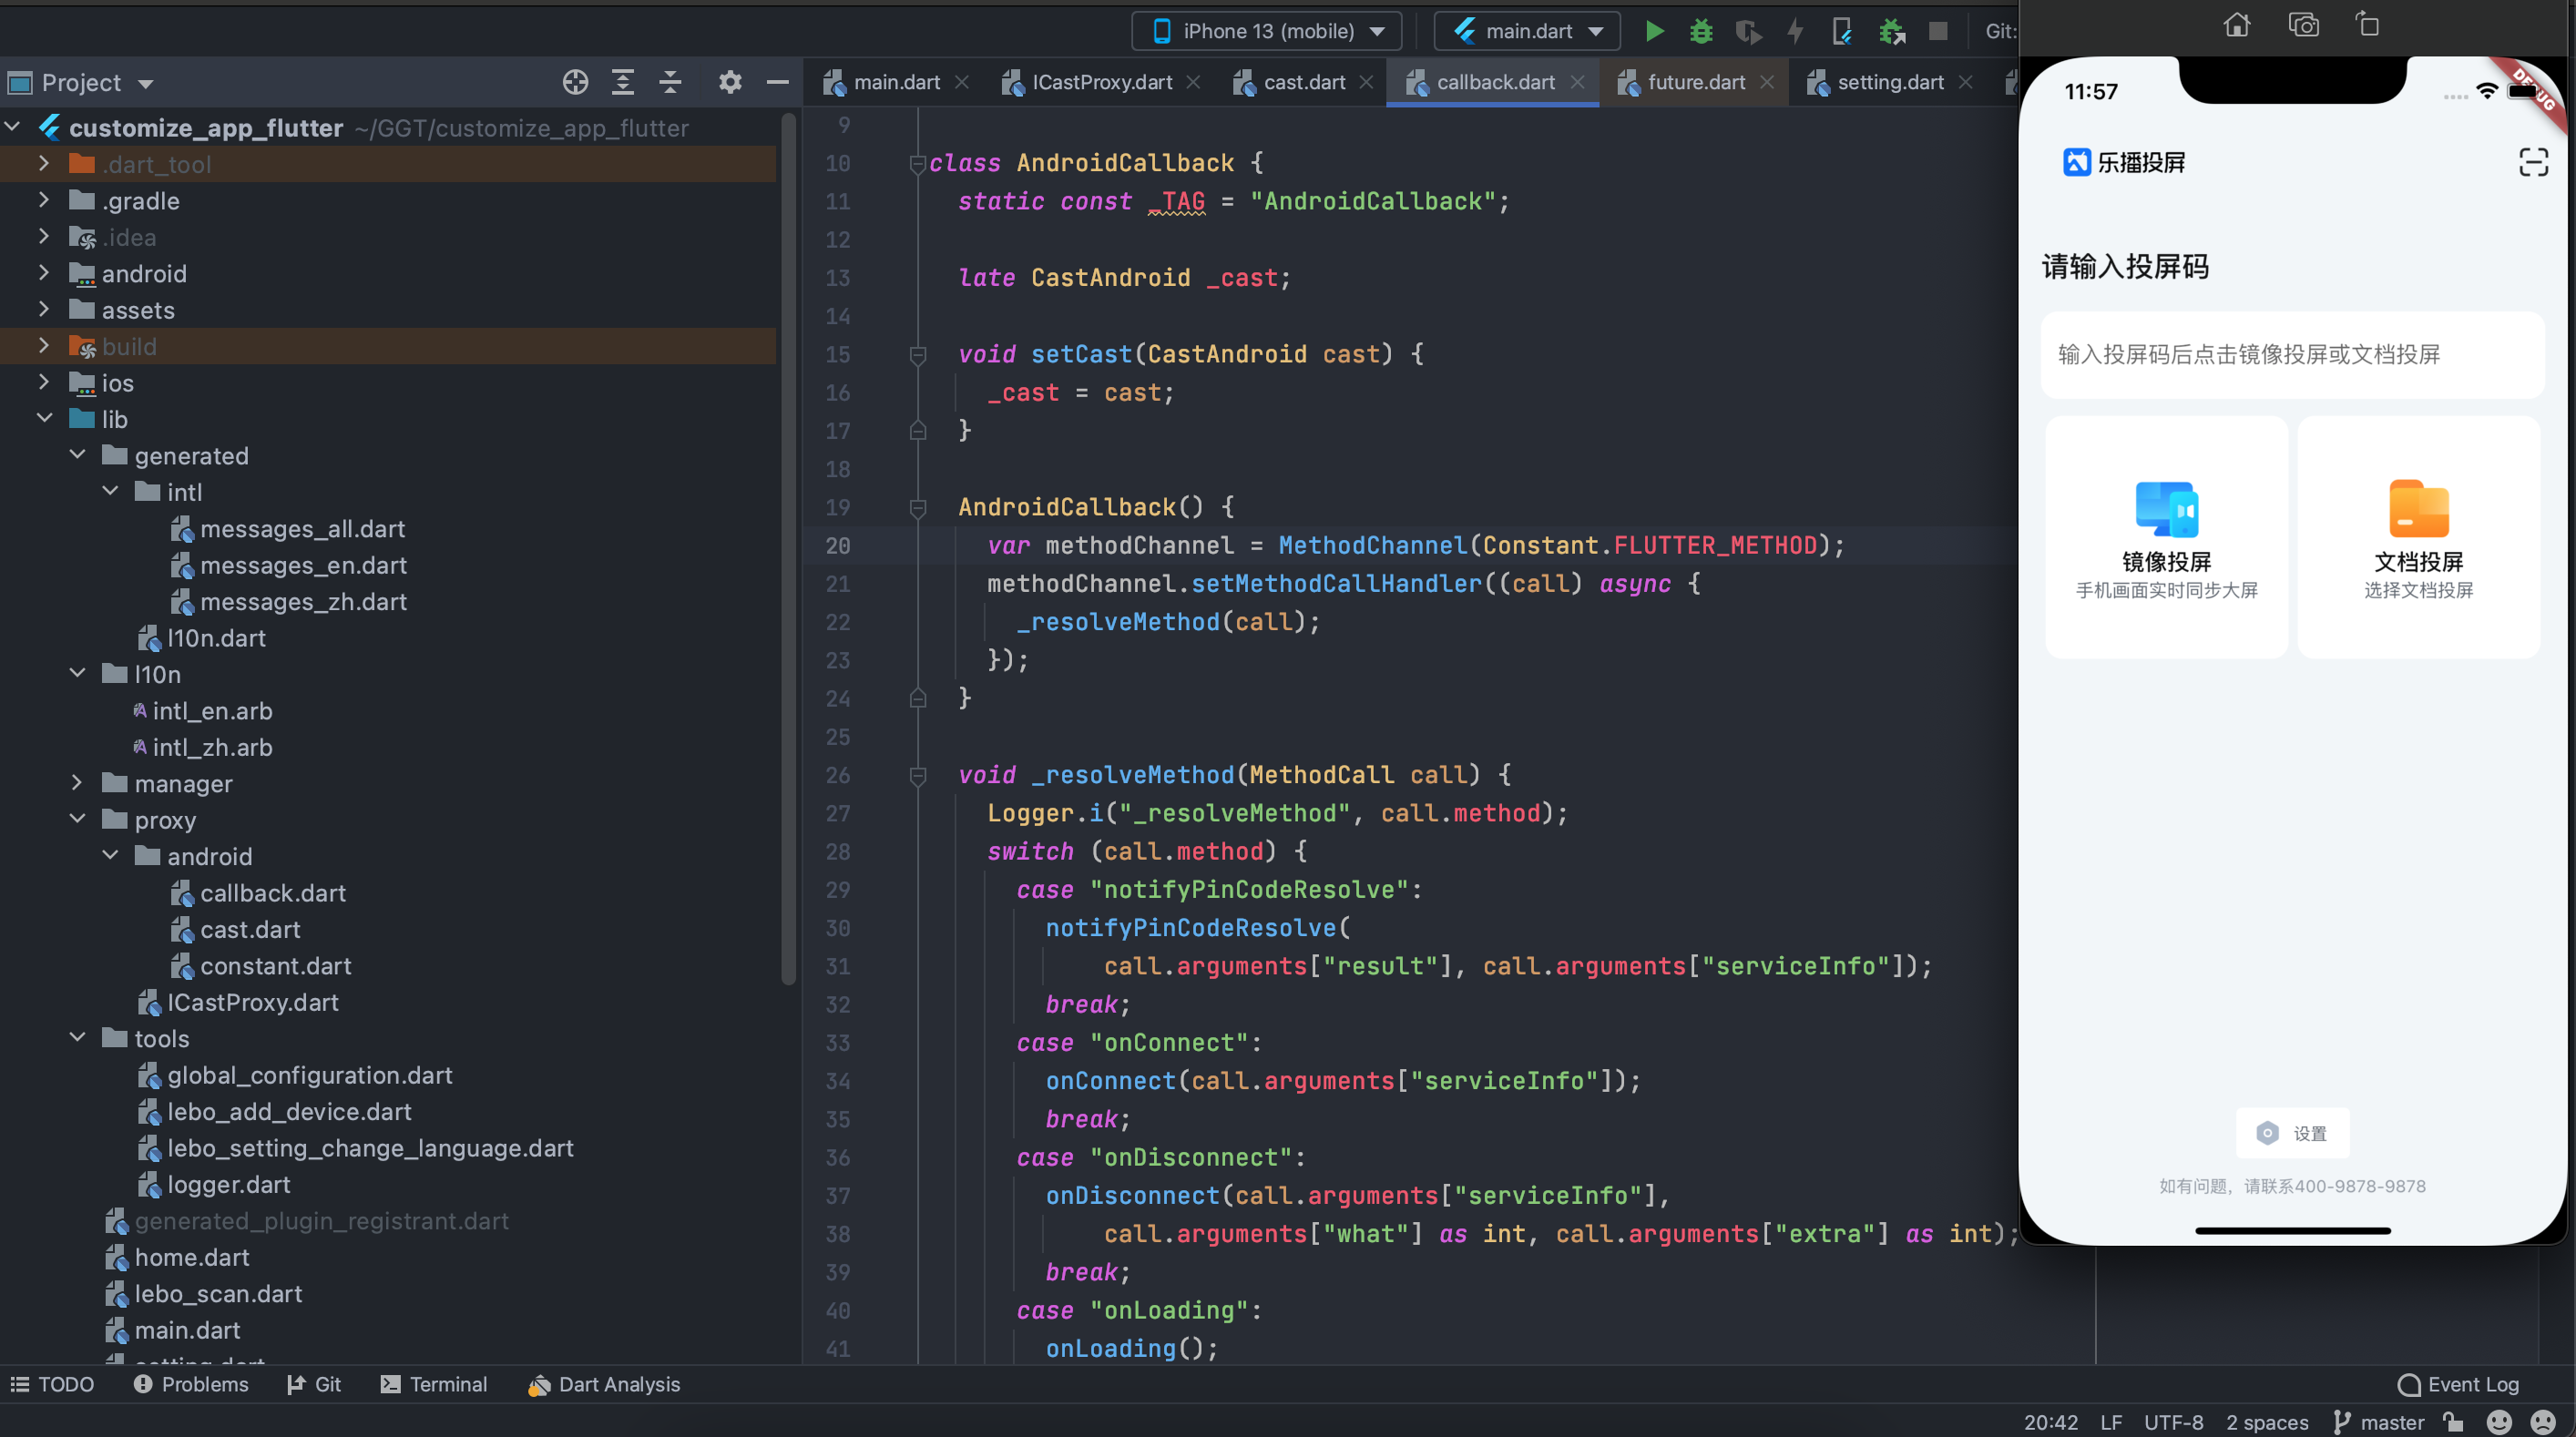 iPhone 13 (mobile)
main.dart
Git:
Project
main.dart
ICastProxy.dart
cast.dart
callback.dart
future.dart
setting.dart
customize_app_flutter ~/GGT/customize_app_flutter
.dart_tool
.gradle
.idea
android
assets
build
ios
lib
generated
intl
messages_all.dart
messages_en.dart
messages_zh.dart
l10n.dart
l10n
intl_en.arb
intl_zh.arb
manager
proxy
android
callback.dart
cast.dart
constant.dart
ICastProxy.dart
tools
global_configuration.dart
lebo_add_device.dart
lebo_setting_change_language.dart
logger.dart
generated_plugin_registrant.dart
home.dart
lebo_scan.dart
main.dart
setting.dart
9
10 class AndroidCallback {
11 static const _TAG = "AndroidCallback";
12
13 late CastAndroid _cast;
14
15 void setCast(CastAndroid cast) {
16 _cast = cast;
17 }
18
19 AndroidCallback() {
20 var methodChannel = MethodChannel(Constant.FLUTTER_METHOD);
21 methodChannel.setMethodCallHandler((call) async {
22 _resolveMethod(call);
23 });
24 }
25
26 void _resolveMethod(MethodCall call) {
27 Logger.i("_resolveMethod", call.method);
28 switch (call.method) {
29 case "notifyPinCodeResolve":
30 notifyPinCodeResolve(
31 call.arguments["result"], call.arguments["serviceInfo"]);
32 break;
33 case "onConnect":
34 onConnect(call.arguments["serviceInfo"]);
35 break;
36 case "onDisconnect":
37 onDisconnect(call.arguments["serviceInfo"],
38 call.arguments["what"] as int, call.arguments["extra"] as int);
39 break;
40 case "onLoading":
41 onLoading();
11:57
DEBUG
乐播投屏
请输入投屏码
输入投屏码后点击镜像投屏或文档投屏
镜像投屏
手机画面实时同步大屏
文档投屏
选择文档投屏
设置
如有问题，请联系400-9878-9878
TODO
Problems
Git
Terminal
Dart Analysis
Event Log
20:42 LF UTF-8 2 spaces master